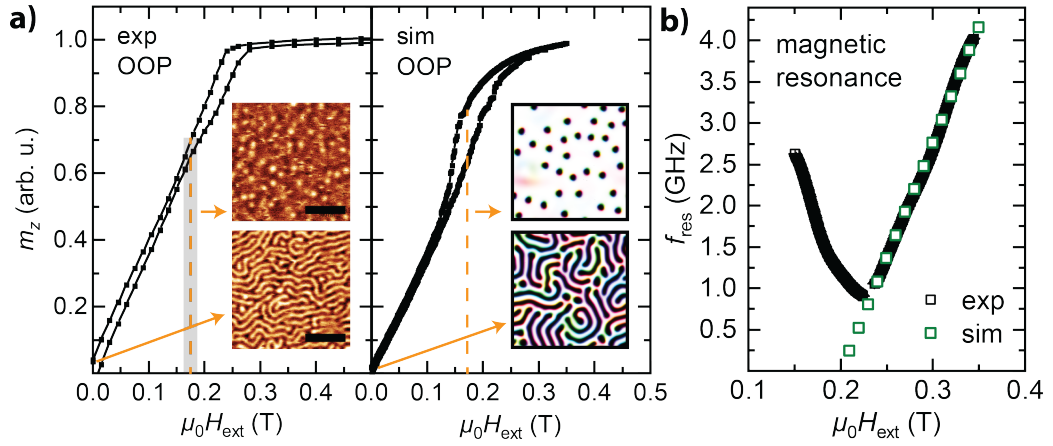 a)
exp
OOP
sim
OOP
1.0
0.8
0.6
0.4
0.2
m_z (arb. u.)
0.0 0.1 0.2 0.3 0.4 0.0 0.1 0.2 0.3 0.4 0.5
μ₀H_ext (T) μ₀H_ext (T)
b)
magnetic
resonance
4.0
3.5
3.0
2.5
2.0
1.5
1.0
0.5
f_res (GHz)
exp
sim
0.1 0.2 0.3 0.4
μ₀H_ext (T)